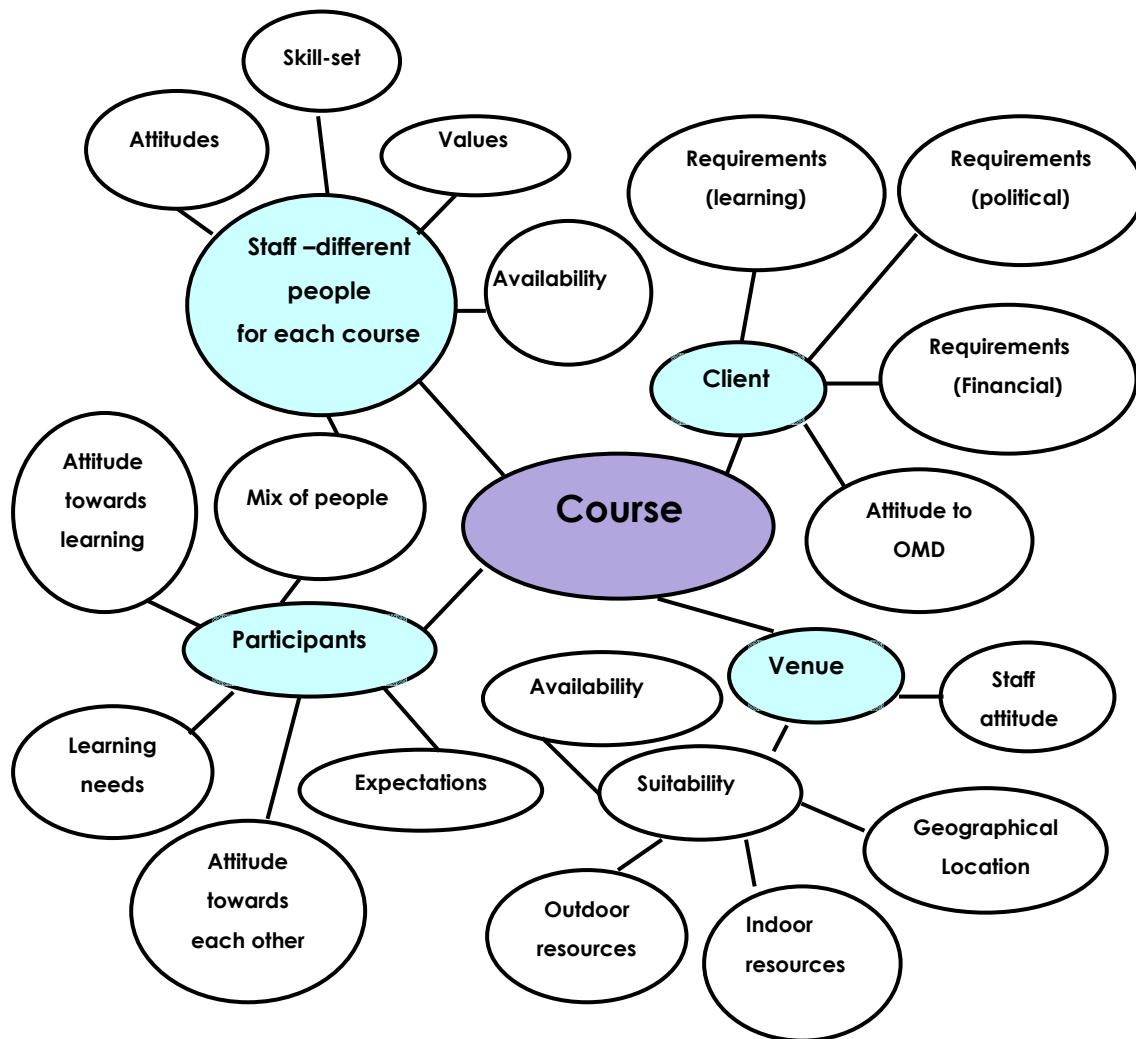 Skill-set
Attitudes
Values
Staff –different
people
for each course
Availability
Requirements
(learning)
Requirements
(political)
Client
Requirements
(Financial)
Attitude to
OMD
Course
Attitude
towards
learning
Mix of people
Participants
Learning
needs
Attitude
towards
each other
Expectations
Venue
Staff
attitude
Availability
Suitability
Geographical
Location
Outdoor
resources
Indoor
resources